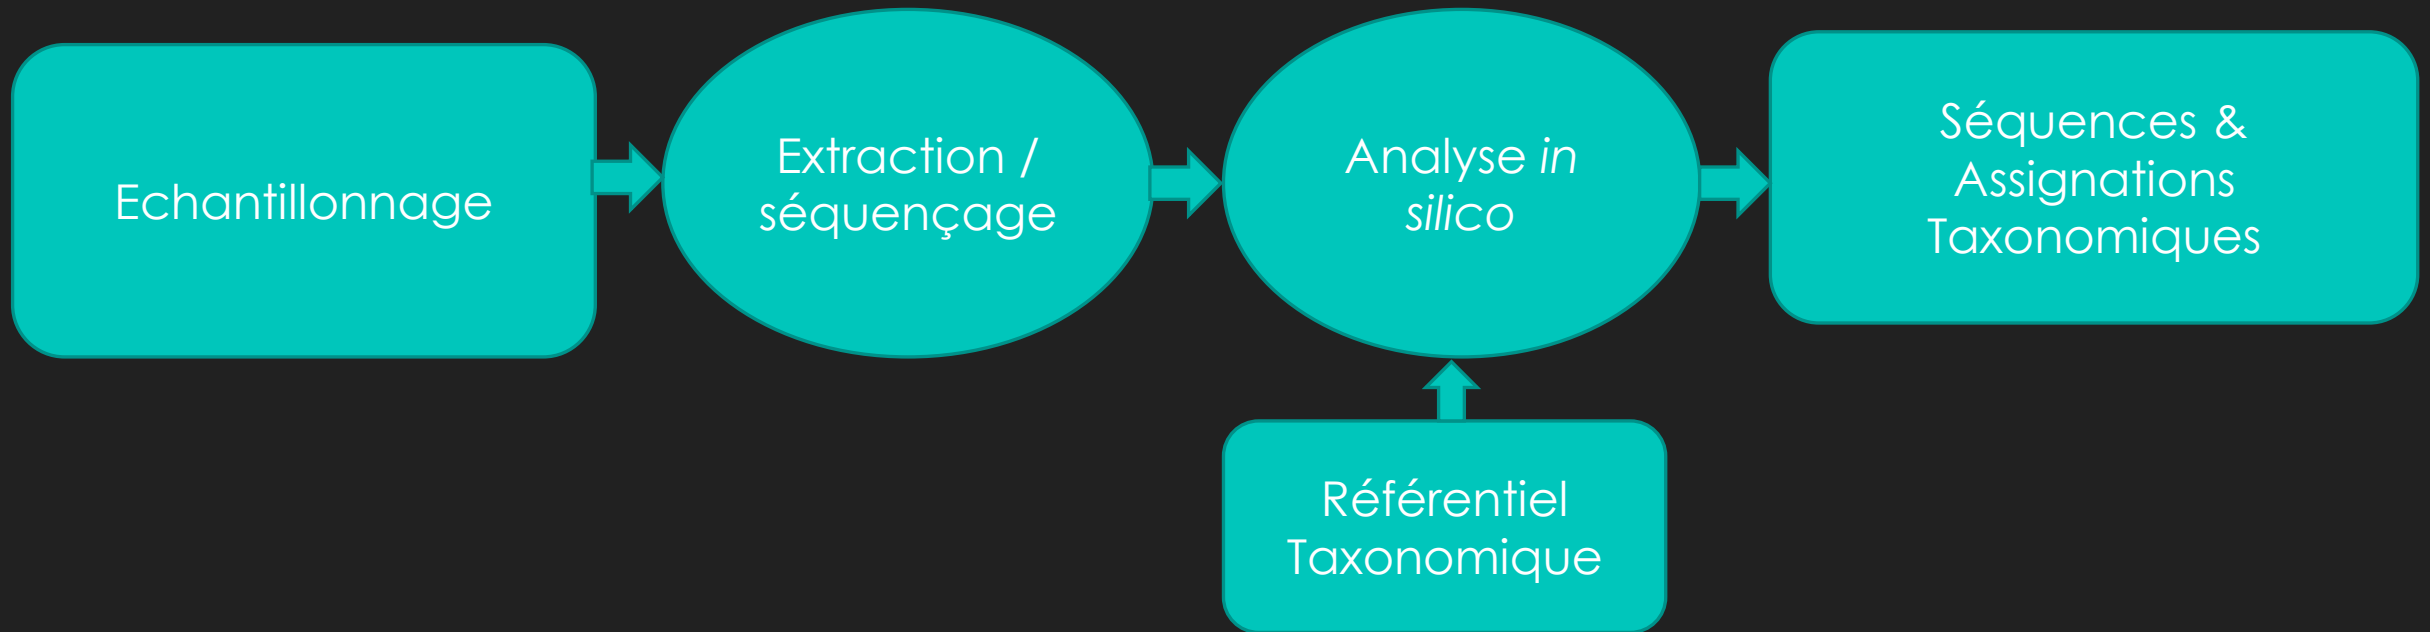 Echantillonnage
Extraction /
séquençage
Analyse in
silico
Séquences &
Assignations
Taxonomiques
Référentiel
Taxonomique